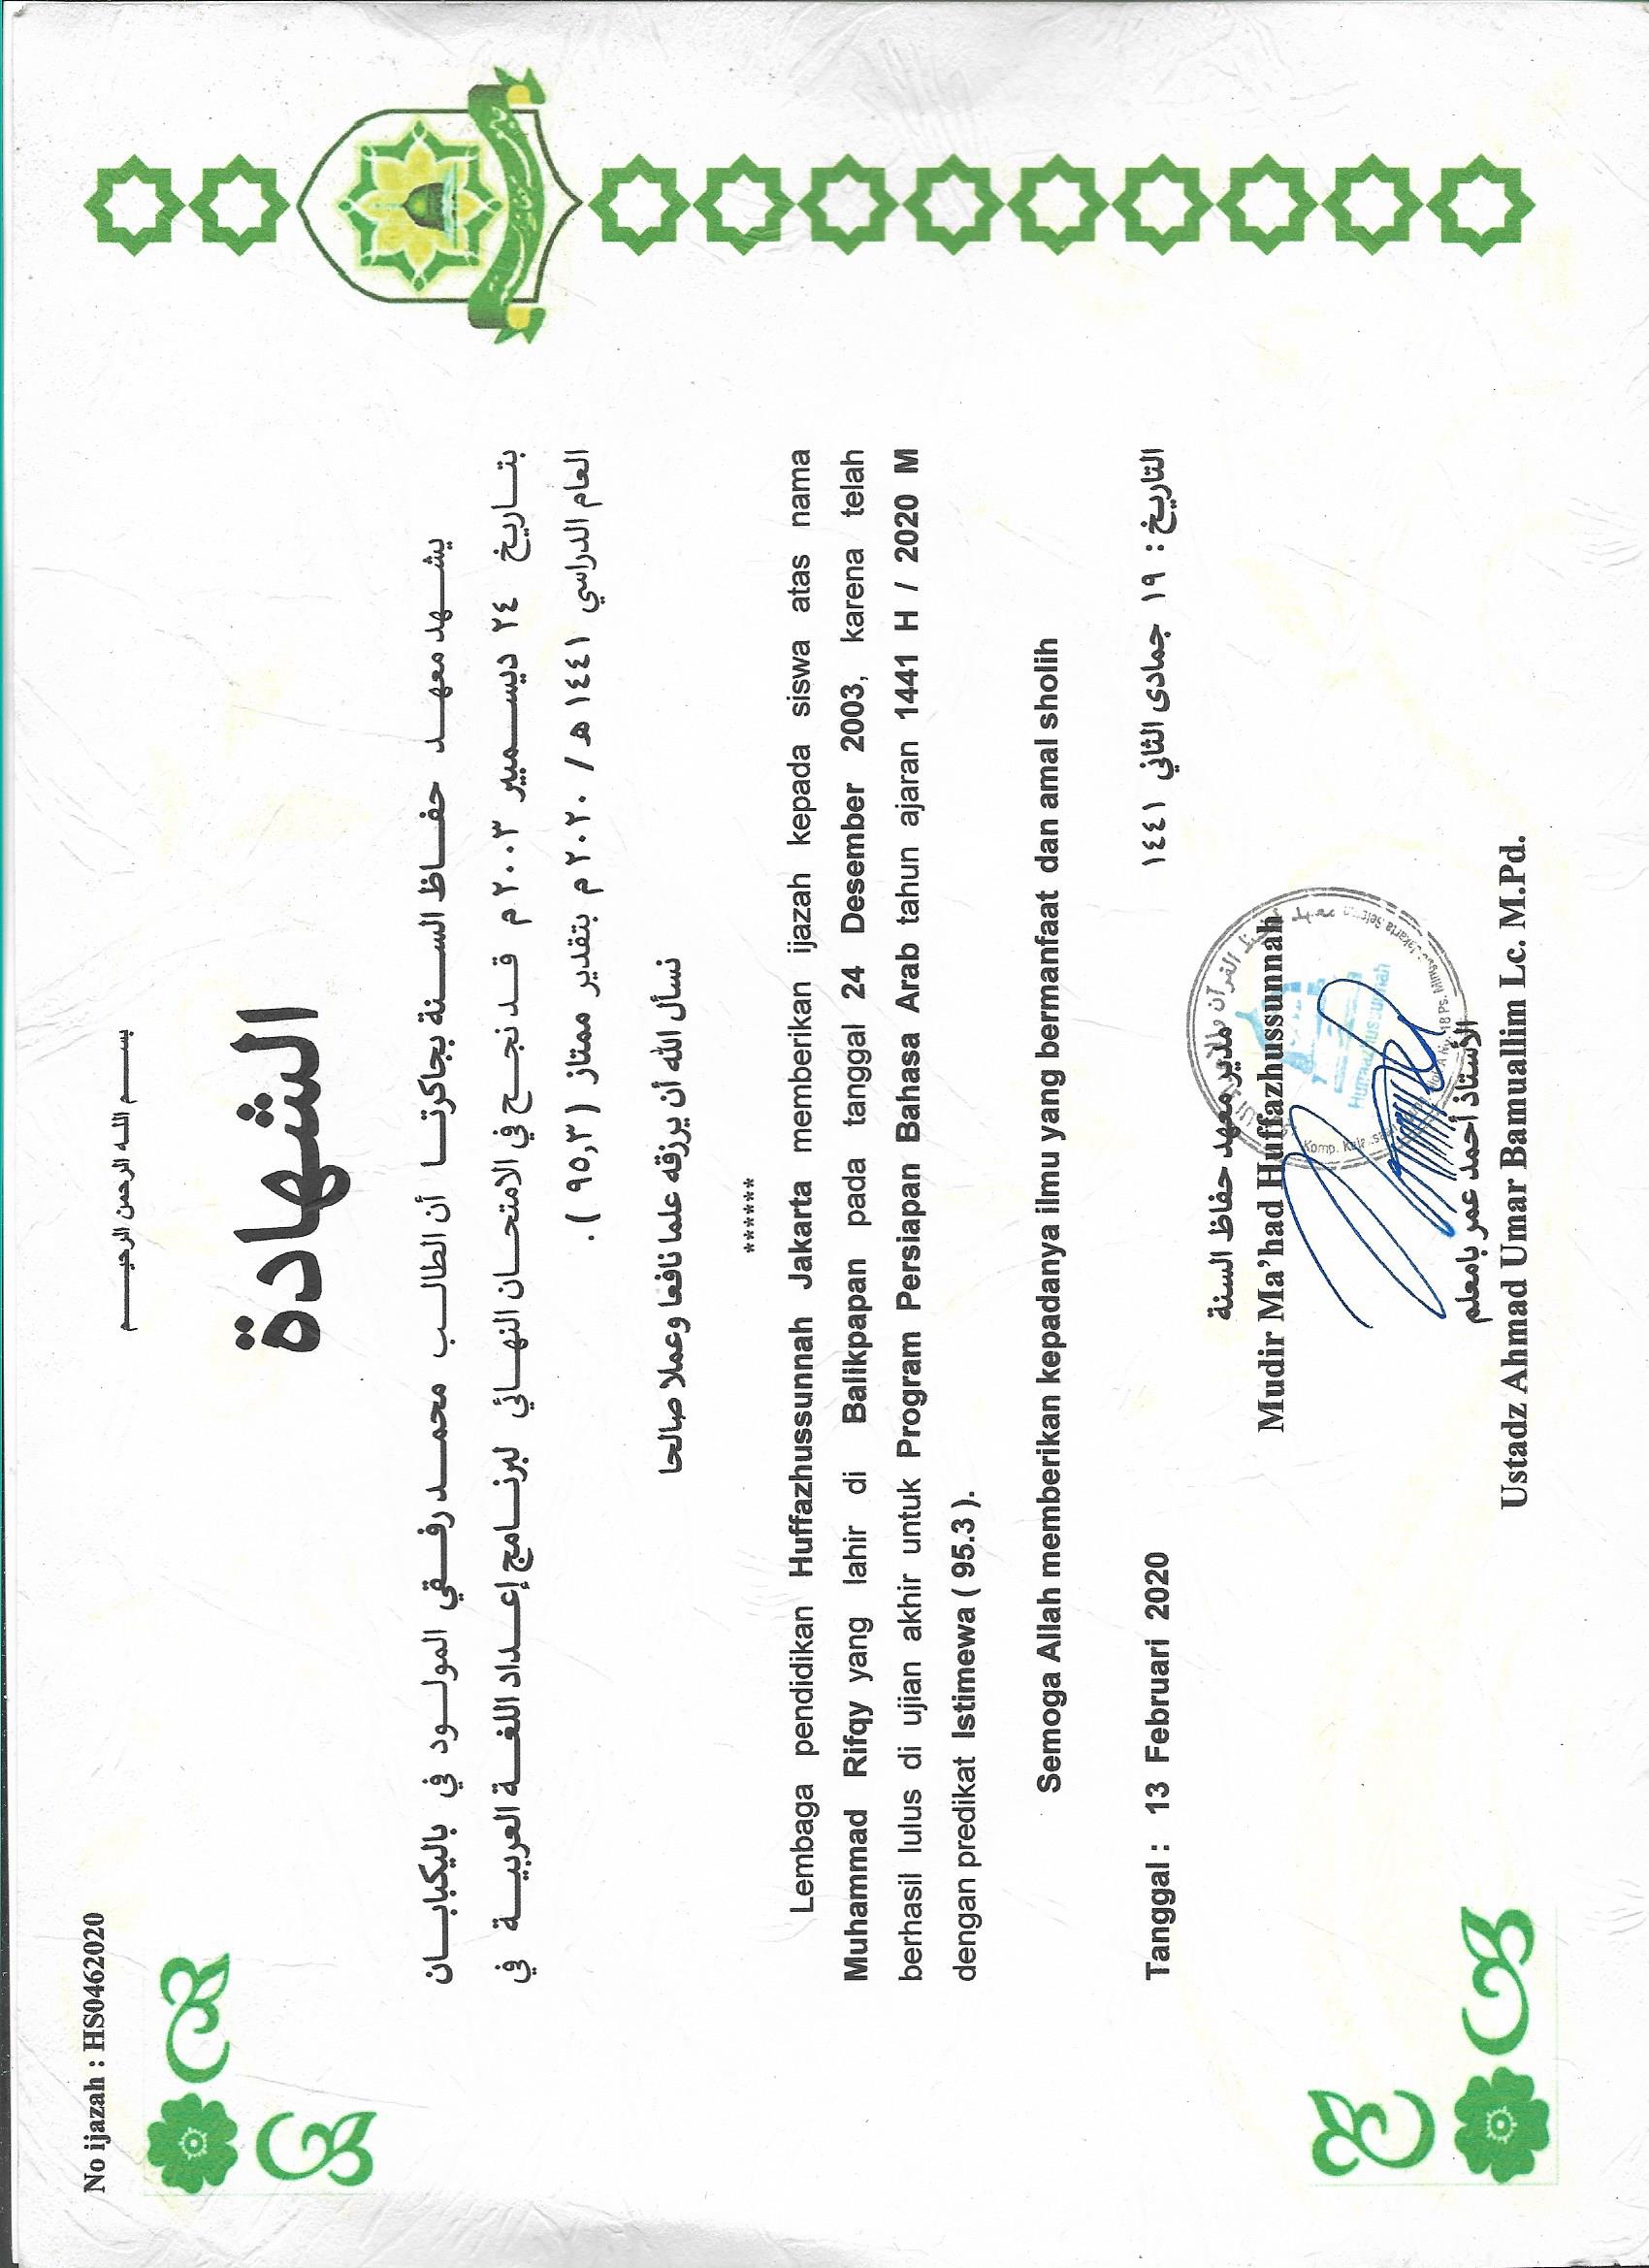 No ijazah : HS0462020
بسم الله الرحمن الرحيم
الشهادة
يشهد معهد حفاظ السنة بجاكرتا أن الطالب محمد رفقي المولود في باليكبابان
بتاريخ ٢٤ ديسمبير ٢٠٠٣ م قد نجح في الامتحان النهائي لبرنامج إعداد اللغة العربية في
العام الدراسي ١٤٤١ هـ / ٢٠٢٠ م بتقدير ممتاز ( ٩٥,٣ ) .
نسأل الله أن يرزقه علما نافعا وعملا صالحا
******
Lembaga pendidikan Huffazhussunnah Jakarta memberikan ijazah kepada siswa atas nama
Muhammad Rifqy yang lahir di Balikpapan pada tanggal 24 Desember 2003, karena telah
berhasil lulus di ujian akhir untuk Program Persiapan Bahasa Arab tahun ajaran 1441 H / 2020 M
dengan predikat Istimewa ( 95.3 ).
Semoga Allah memberikan kepadanya ilmu yang bermanfaat dan amal sholih
التاريخ : ١٩ جمادى الثاني ١٤٤١
Tanggal : 13 Februari 2020
مدير معهد حفاظ السنة
Mudir Ma’had Huffazhussunnah
Huffazhussunnah
18 Ps. Minggu Jakarta Selatan
الأستاذ أحمد عمر بامعلم
Ustadz Ahmad Umar Bamuallim Lc. M.Pd.